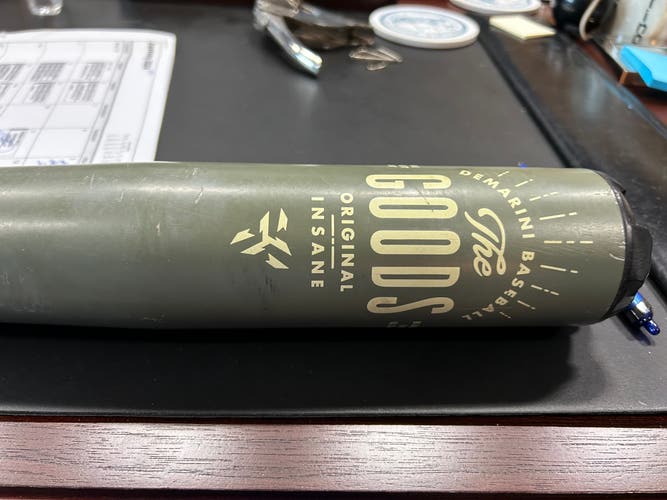 DEMARINI BASEBALL
The
GOODS
ORIGINAL
INSANE